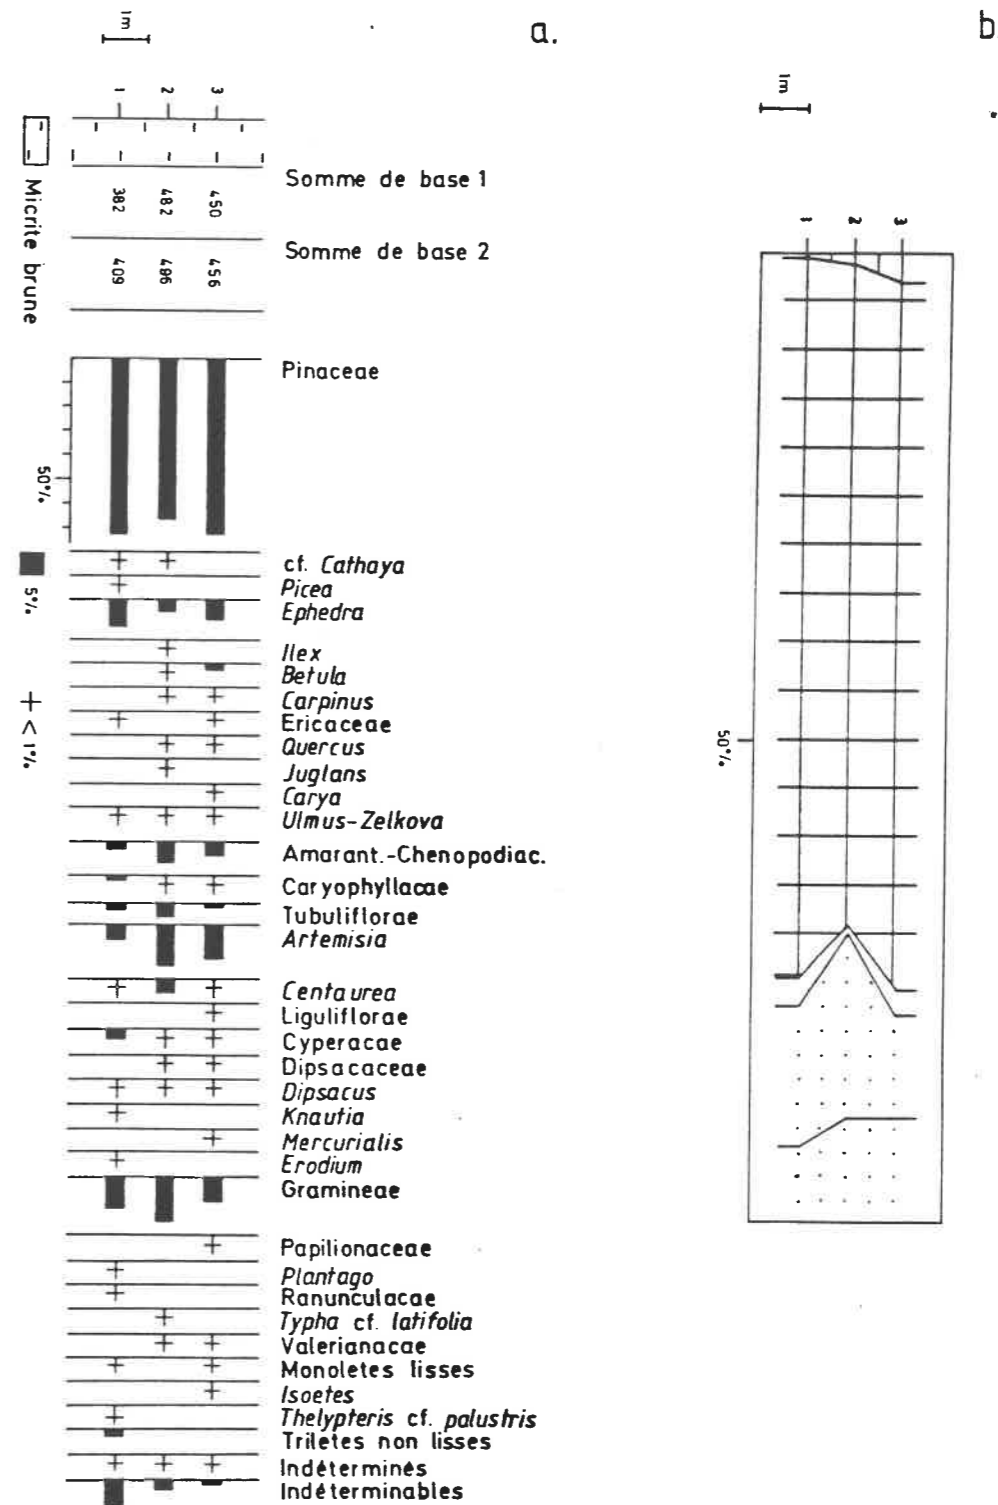 a.
b
1m
1m
1 2 3
1 2 3
Somme de base 1
382 482 450
Somme de base 2
409 486 456
Micrite brune
Pinaceae
50%
50%
5%
+ < 1%
cf. Cathaya
Picea
Ephedra
Ilex
Betula
Carpinus
Ericaceae
Quercus
Juglans
Carya
Ulmus-Zelkova
Amarant.-Chenopodiac.
Caryophyllacae
Tubuliflorae
Artemisia
Centaurea
Liguliflorae
Cyperacae
Dipsacaceae
Dipsacus
Knautia
Mercurialis
Erodium
Gramineae
Papilionaceae
Plantago
Ranunculacae
Typha cf. latifolia
Valerianacae
Monoletes lisses
Isoetes
Thelypteris cf. palustris
Triletes non lisses
Indéterminés
Indéterminables